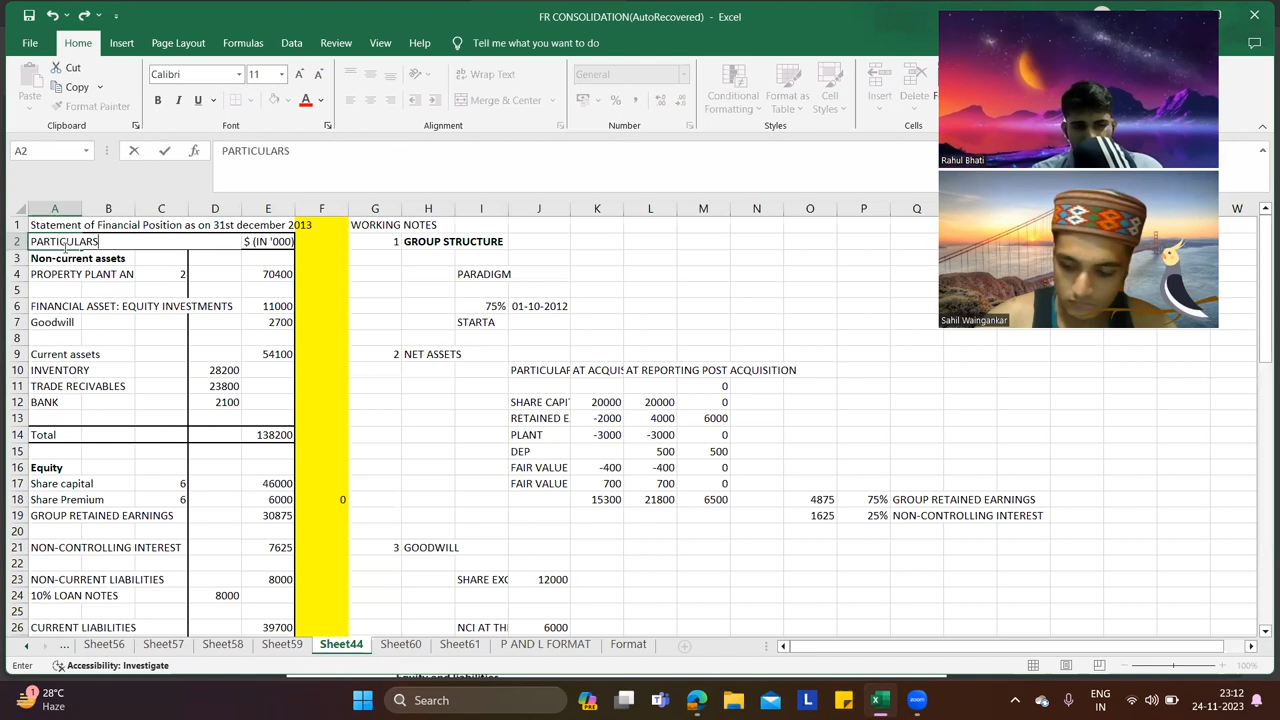 FR CONSOLIDATION(AutoRecovered) - Excel
File Home Insert Page Layout Formulas Data Review View Help Tell me what you want to do
Paste Cut Copy Format Painter Clipboard
Calibri 11 A A B I U A Font
Wrap Text Merge & Center Alignment
General % , Number
Conditional Formatting Format as Table Cell Styles Styles
Insert Delete Cells
Rahul Bhati
Sahil Waingankar
A2 fx PARTICULARS
A B C D E F G H I J K L M N O P Q W
1 Statement of Financial Position as on 31st december 2013 WORKING NOTES
2 PARTICULARS $ (IN '000) 1 GROUP STRUCTURE
3 Non-current assets
4 PROPERTY PLANT AN 2 70400 PARADIGM
5
6 FINANCIAL ASSET: EQUITY INVESTMENTS 11000 75% 01-10-2012
7 Goodwill 2700 STARTA
8
9 Current assets 54100 2 NET ASSETS
10 INVENTORY 28200 PARTICULAR AT ACQUIS AT REPORTING POST ACQUISITION
11 TRADE RECIVABLES 23800 0
12 BANK 2100 SHARE CAPI 20000 20000 0
13 RETAINED E -2000 4000 6000
14 Total 138200 PLANT -3000 -3000 0
15 DEP 500 500
16 Equity FAIR VALUE -400 -400 0
17 Share capital 6 46000 FAIR VALUE 700 700 0
18 Share Premium 6 6000 0 15300 21800 6500 4875 75% GROUP RETAINED EARNINGS
19 GROUP RETAINED EARNINGS 30875 1625 25% NON-CONTROLLING INTEREST
20
21 NON-CONTROLLING INTEREST 7625 3 GOODWILL
22
23 NON-CURRENT LIABILITIES 8000 SHARE EXC 12000
24 10% LOAN NOTES 8000
25
26 CURRENT LIABILITIES 39700 NCI AT TH 6000
... Sheet56 Sheet57 Sheet58 Sheet59 Sheet44 Sheet60 Sheet61 P AND L FORMAT Format
Enter Accessibility: Investigate 100%
28°C
Haze
Search
PRE
L
ENG
IN
23:12
24-11-2023